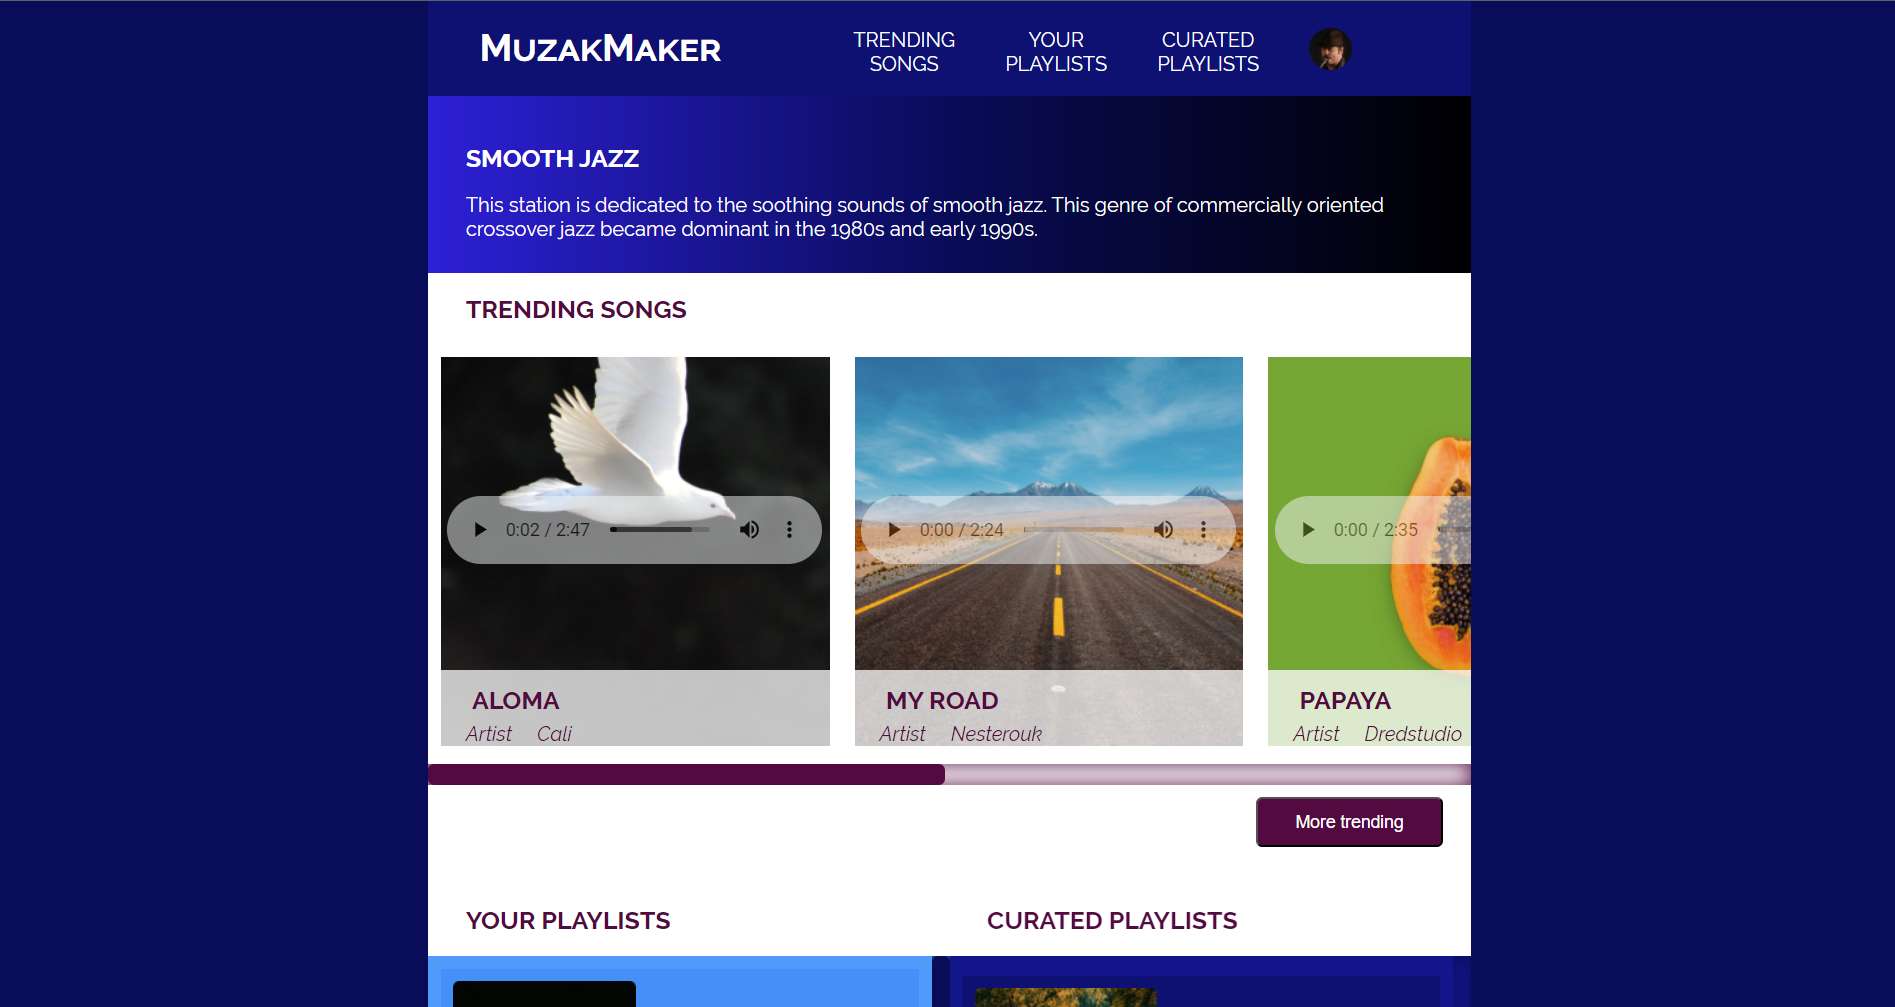 MuzakMaker
TRENDING SONGS
YOUR PLAYLISTS
CURATED PLAYLISTS
SMOOTH JAZZ
This station is dedicated to the soothing sounds of smooth jazz. This genre of commercially oriented
crossover jazz became dominant in the 1980s and early 1990s.
TRENDING SONGS
0:02 / 2:47
0:00 / 2:24
0:00 / 2:35
ALOMA
Artist Cali
MY ROAD
Artist Nesterouk
PAPAYA
Artist Dredstudio
More trending
YOUR PLAYLISTS
CURATED PLAYLISTS